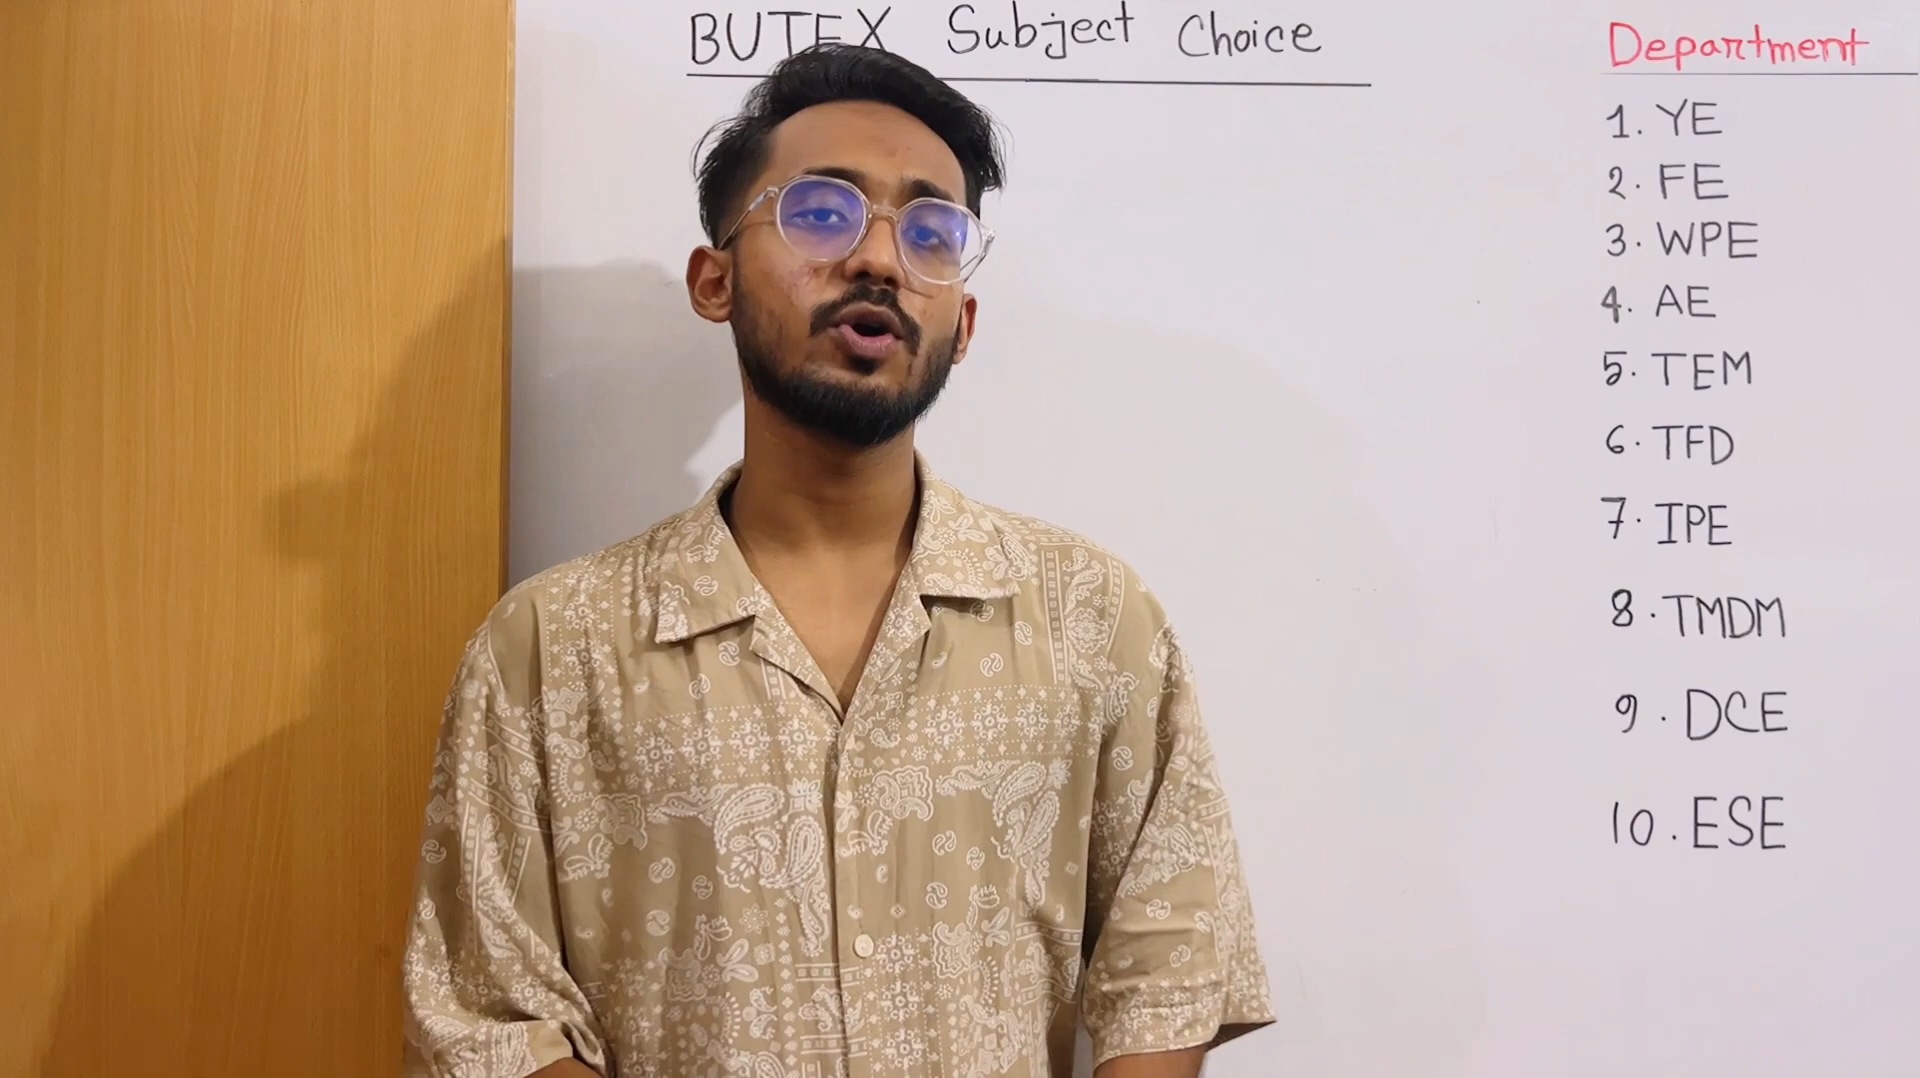 BUTEX Subject Choice
Department
1. YE
2. FE
3. WPE
4. AE
5. TEM
6. TFD
7. IPE
8. TMDM
9. DCE
10. ESE